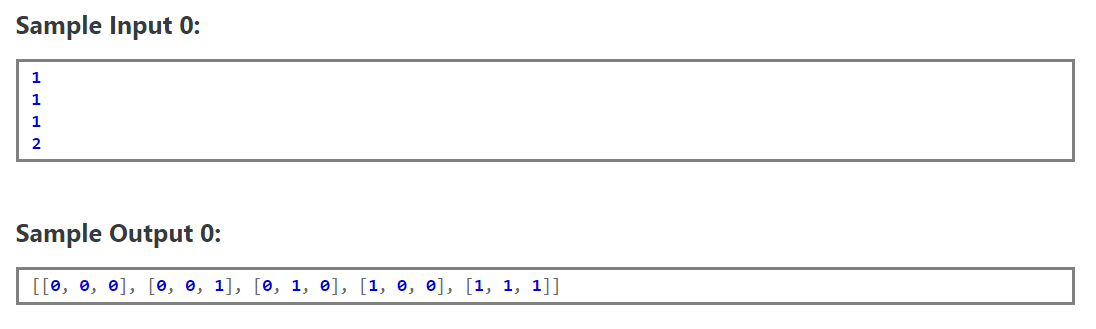 Sample Input 0:
1
1
1
2
Sample Output 0:
[[0, 0, 0], [0, 0, 1], [0, 1, 0], [1, 0, 0], [1, 1, 1]]